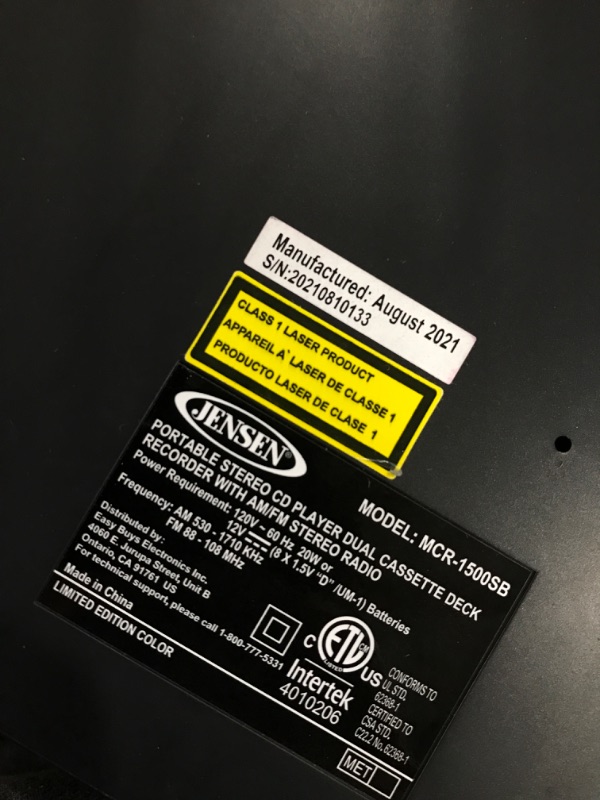 Manufactured: August 2021
S/N:20210810133
CLASS 1 LASER PRODUCT
APPAREIL A` LASER DE CLASSE 1
PRODUCTO LASER DE CLASE 1
JENSEN
MODEL: MCR-1500SB
PORTABLE STEREO CD PLAYER DUAL CASSETTE DECK
RECORDER WITH AM/FM STEREO RADIO
Power Requirement: 120V ~ 60 Hz 20W or
12V (8 X 1.5V "D" /UM-1) Batteries
Frequency: AM 530 - 1710 KHz
FM 88 - 108 MHz
Distributed by:
Easy Buys Electronics Inc.
4060 E. Jurupa Street, Unit B
Ontario, CA 91761 US
For technical support, please call 1-800-777-5331
Made in China
LIMITED EDITION COLOR
C ETL CM US
LISTED
Intertek
4010206
CONFORMS TO
UL STD.
62368-1
CERTIFIED TO
CSA STD.
C22.2 No. 62368-1
MET